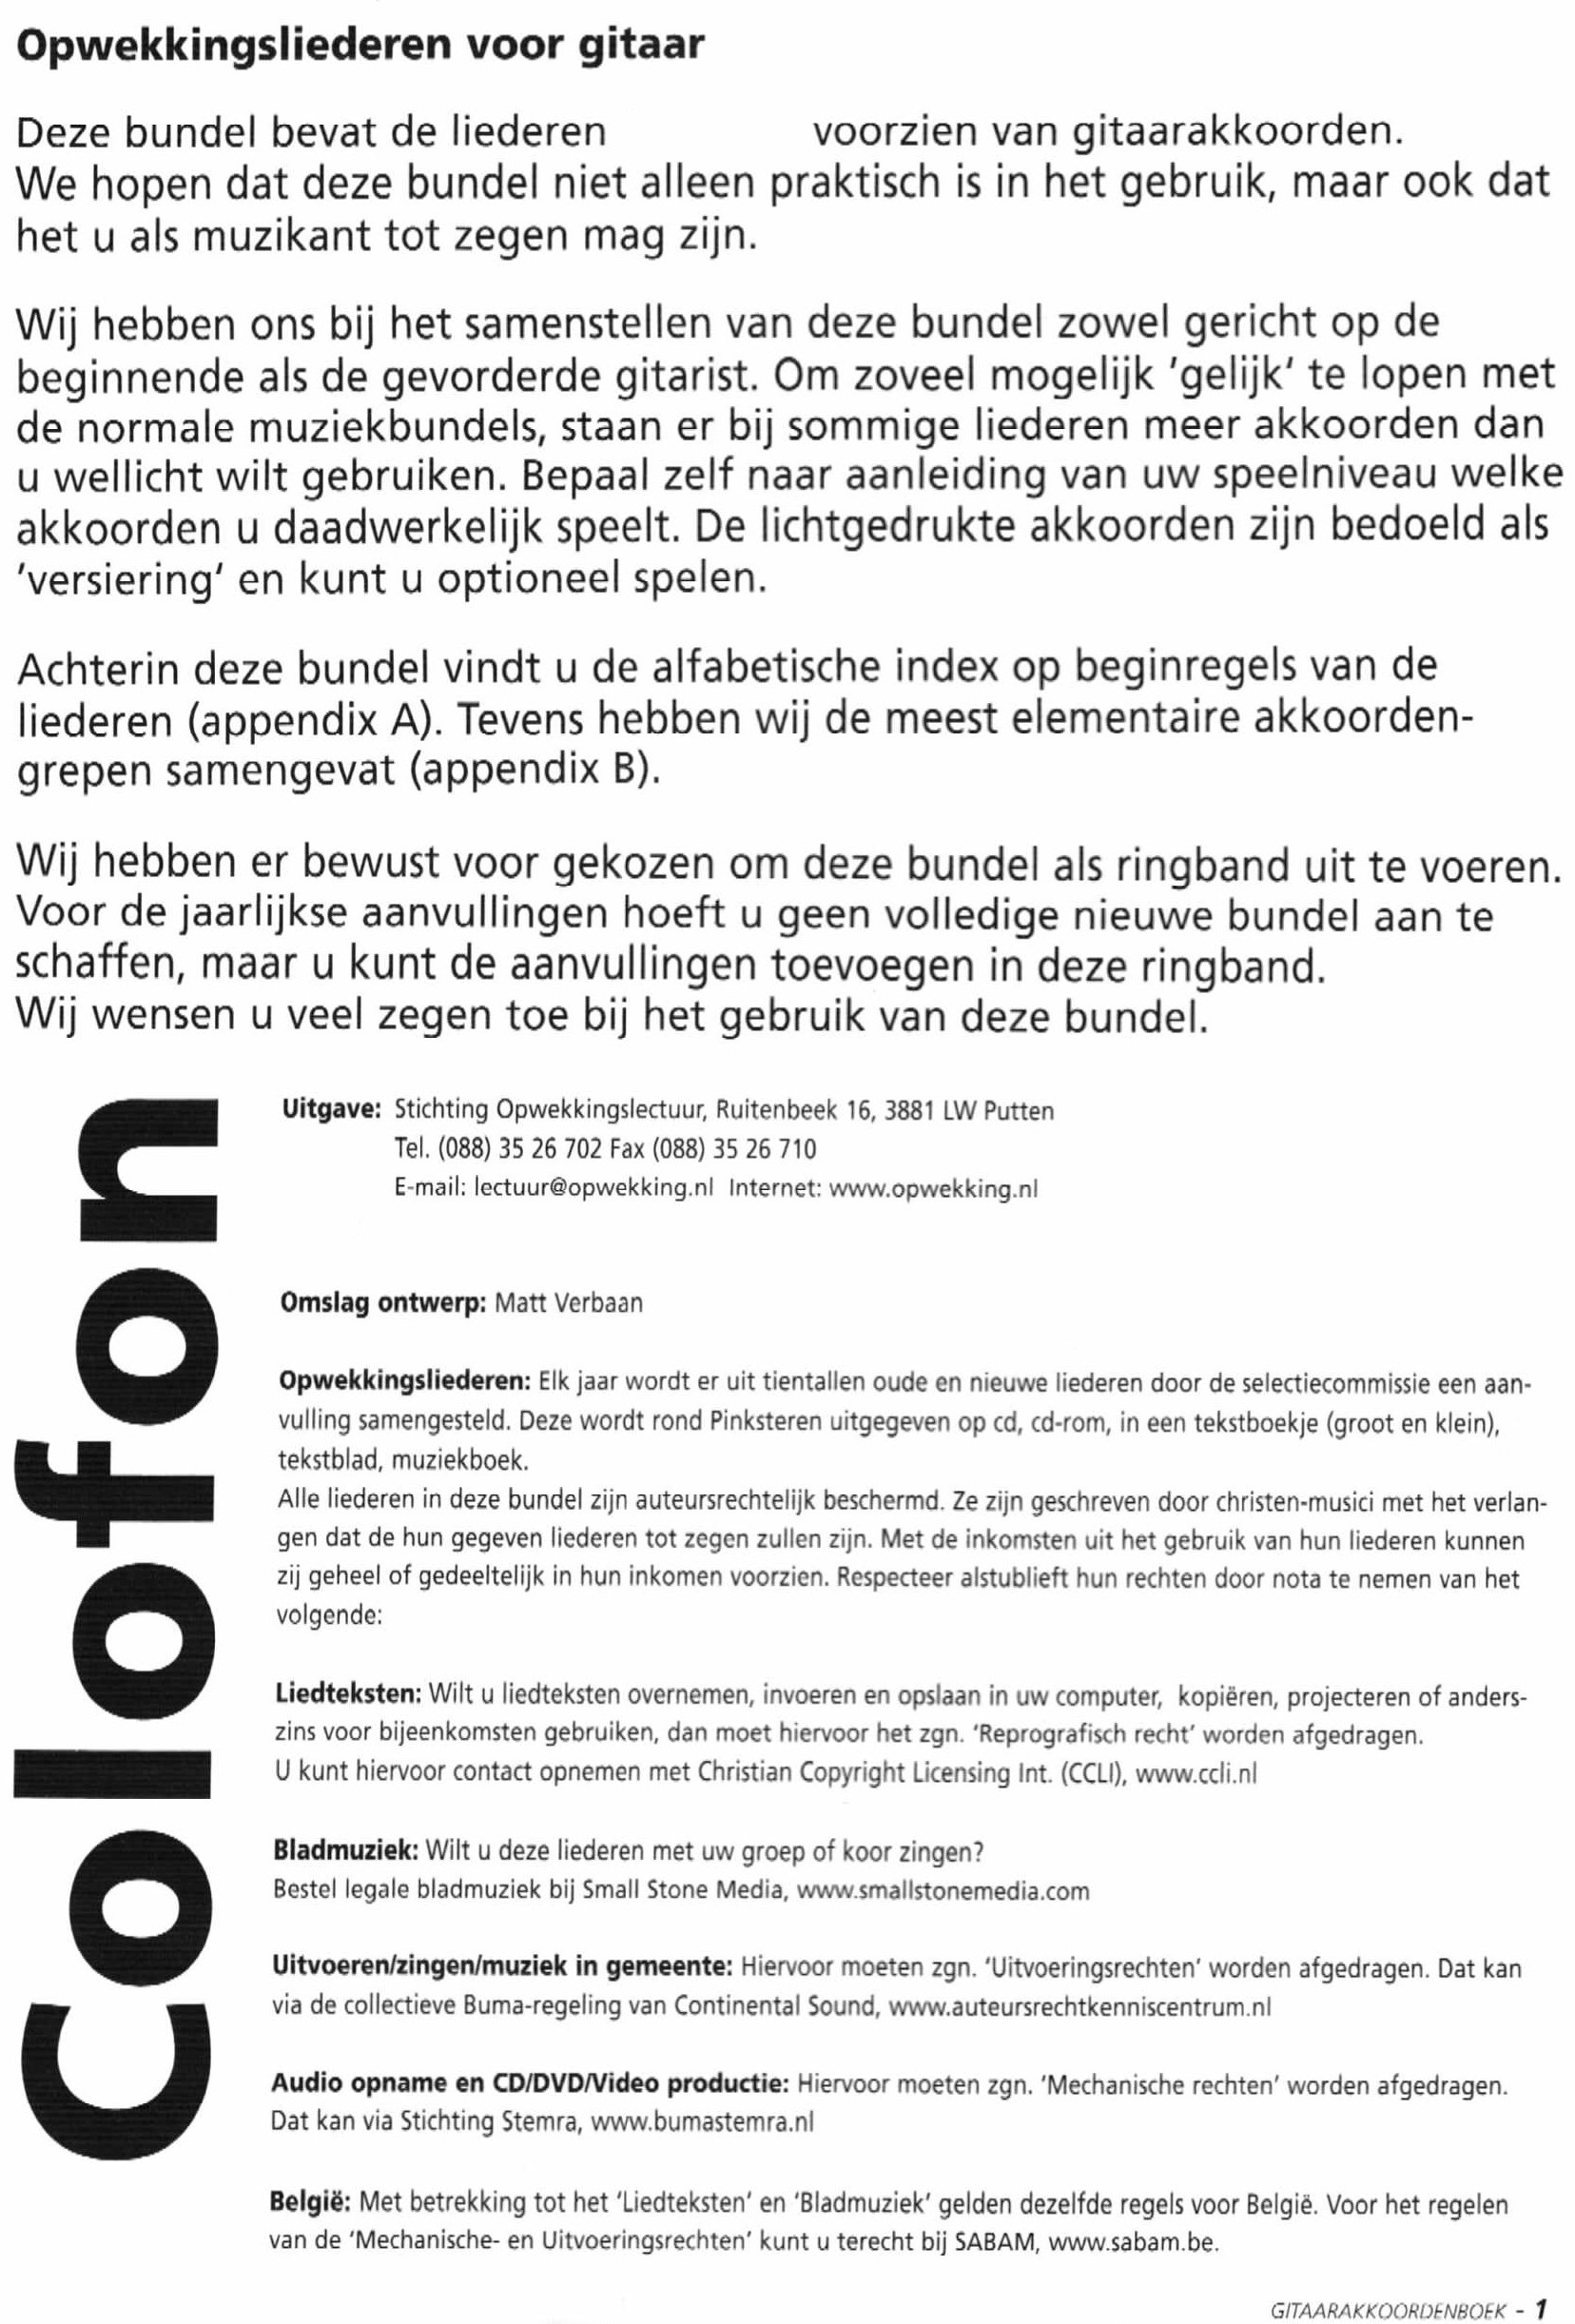 Opwekkingsliederen voor gitaar
Deze bundel bevat de liederen voorzien van gitaarakkoorden.
We hopen dat deze bundel niet alleen praktisch is in het gebruik, maar ook dat
het u als muzikant tot zegen mag zijn.
Wij hebben ons bij het samenstellen van deze bundel zowel gericht op de
beginnende als de gevorderde gitarist. Om zoveel mogelijk 'gelijk' te lopen met
de normale muziekbundels, staan er bij sommige liederen meer akkoorden dan
u wellicht wilt gebruiken. Bepaal zelf naar aanleiding van uw speelniveau welke
akkoorden u daadwerkelijk speelt. De lichtgedrukte akkoorden zijn bedoeld als
'versiering' en kunt u optioneel spelen.
Achterin deze bundel vindt u de alfabetische index op beginregels van de
liederen (appendix A). Tevens hebben wij de meest elementaire akkoorden-
grepen samengevat (appendix B).
Wij hebben er bewust voor gekozen om deze bundel als ringband uit te voeren.
Voor de jaarlijkse aanvullingen hoeft u geen volledige nieuwe bundel aan te
schaffen, maar u kunt de aanvullingen toevoegen in deze ringband.
Wij wensen u veel zegen toe bij het gebruik van deze bundel.
Colofon
Uitgave: Stichting Opwekkingslectuur, Ruitenbeek 16, 3881 LW Putten
Tel. (088) 35 26 702 Fax (088) 35 26 710
E-mail: lectuur@opwekking.nl Internet: www.opwekking.nl
Omslag ontwerp: Matt Verbaan
Opwekkingsliederen: Elk jaar wordt er uit tientallen oude en nieuwe liederen door de selectiecommissie een aan-
vulling samengesteld. Deze wordt rond Pinksteren uitgegeven op cd, cd-rom, in een tekstboekje (groot en klein),
tekstblad, muziekboek.
Alle liederen in deze bundel zijn auteursrechtelijk beschermd. Ze zijn geschreven door christen-musici met het verlan-
gen dat de hun gegeven liederen tot zegen zullen zijn. Met de inkomsten uit het gebruik van hun liederen kunnen
zij geheel of gedeeltelijk in hun inkomen voorzien. Respecteer alstublieft hun rechten door nota te nemen van het
volgende:
Liedteksten: Wilt u liedteksten overnemen, invoeren en opslaan in uw computer, kopiëren, projecteren of anders-
zins voor bijeenkomsten gebruiken, dan moet hiervoor het zgn. 'Reprografisch recht' worden afgedragen.
U kunt hiervoor contact opnemen met Christian Copyright Licensing Int. (CCLI), www.ccli.nl
Bladmuziek: Wilt u deze liederen met uw groep of koor zingen?
Bestel legale bladmuziek bij Small Stone Media, www.smallstonemedia.com
Uitvoeren/zingen/muziek in gemeente: Hiervoor moeten zgn. 'Uitvoeringsrechten' worden afgedragen. Dat kan
via de collectieve Buma-regeling van Continental Sound, www.auteursrechtkenniscentrum.nl
Audio opname en CD/DVD/Video productie: Hiervoor moeten zgn. 'Mechanische rechten' worden afgedragen.
Dat kan via Stichting Stemra, www.bumastemra.nl
België: Met betrekking tot het 'Liedteksten' en 'Bladmuziek' gelden dezelfde regels voor België. Voor het regelen
van de 'Mechanische- en Uitvoeringsrechten' kunt u terecht bij SABAM, www.sabam.be.
GITAARAKKOORDENBOEK - 1